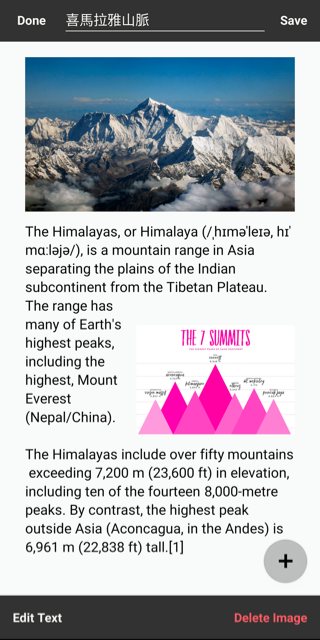 Done 喜馬拉雅山脈 Save
The Himalayas, or Himalaya (/ˌhɪməˈleɪə, hɪˈ
mɑːləjə/), is a mountain range in Asia
separating the plains of the Indian
subcontinent from the Tibetan Plateau.
The range has
many of Earth's
highest peaks,
including the
highest, Mount
Everest
(Nepal/China).
THE 7 SUMMITS
The Himalayas include over fifty mountains
exceeding 7,200 m (23,600 ft) in elevation,
including ten of the fourteen 8,000-metre
peaks. By contrast, the highest peak
outside Asia (Aconcagua, in the Andes) is
6,961 m (22,838 ft) tall.[1]
+
Edit Text Delete Image